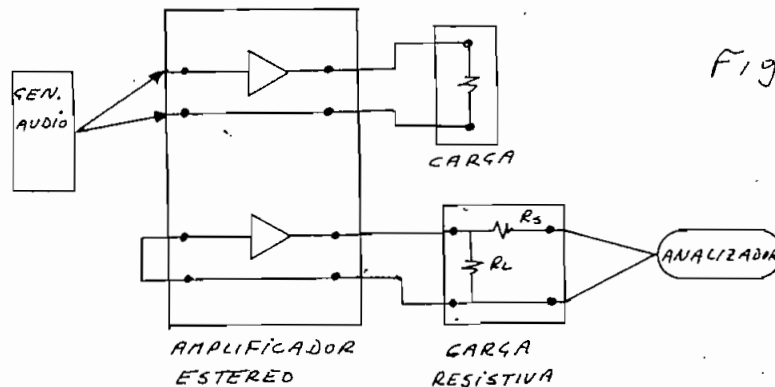 Fig
GEN.
AUDIO
CARGA
RS
RL
ANALIZADOR
AMPLIFICADOR
ESTEREO
CARGA
RESISTIVA